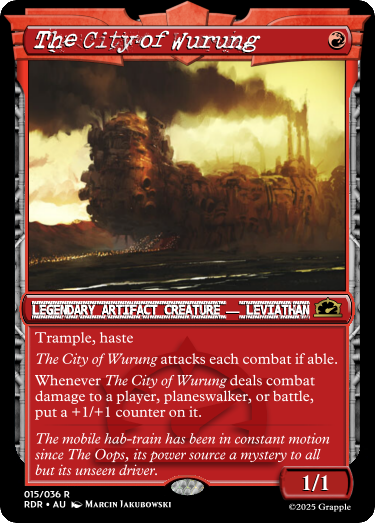 The City of Wurung
LEGENDARY ARTIFACT CREATURE — LEVIATHAN
Trample, haste
The City of Wurung attacks each combat if able.
Whenever The City of Wurung deals combat
damage to a player, planeswalker, or battle,
put a +1/+1 counter on it.
The mobile hab-train has been in constant motion
since The Oops, its power source a mystery to all
but its unseen driver.
1/1
015/036 R
RDR • AU Marcin Jakubowski
©2025 Grapple